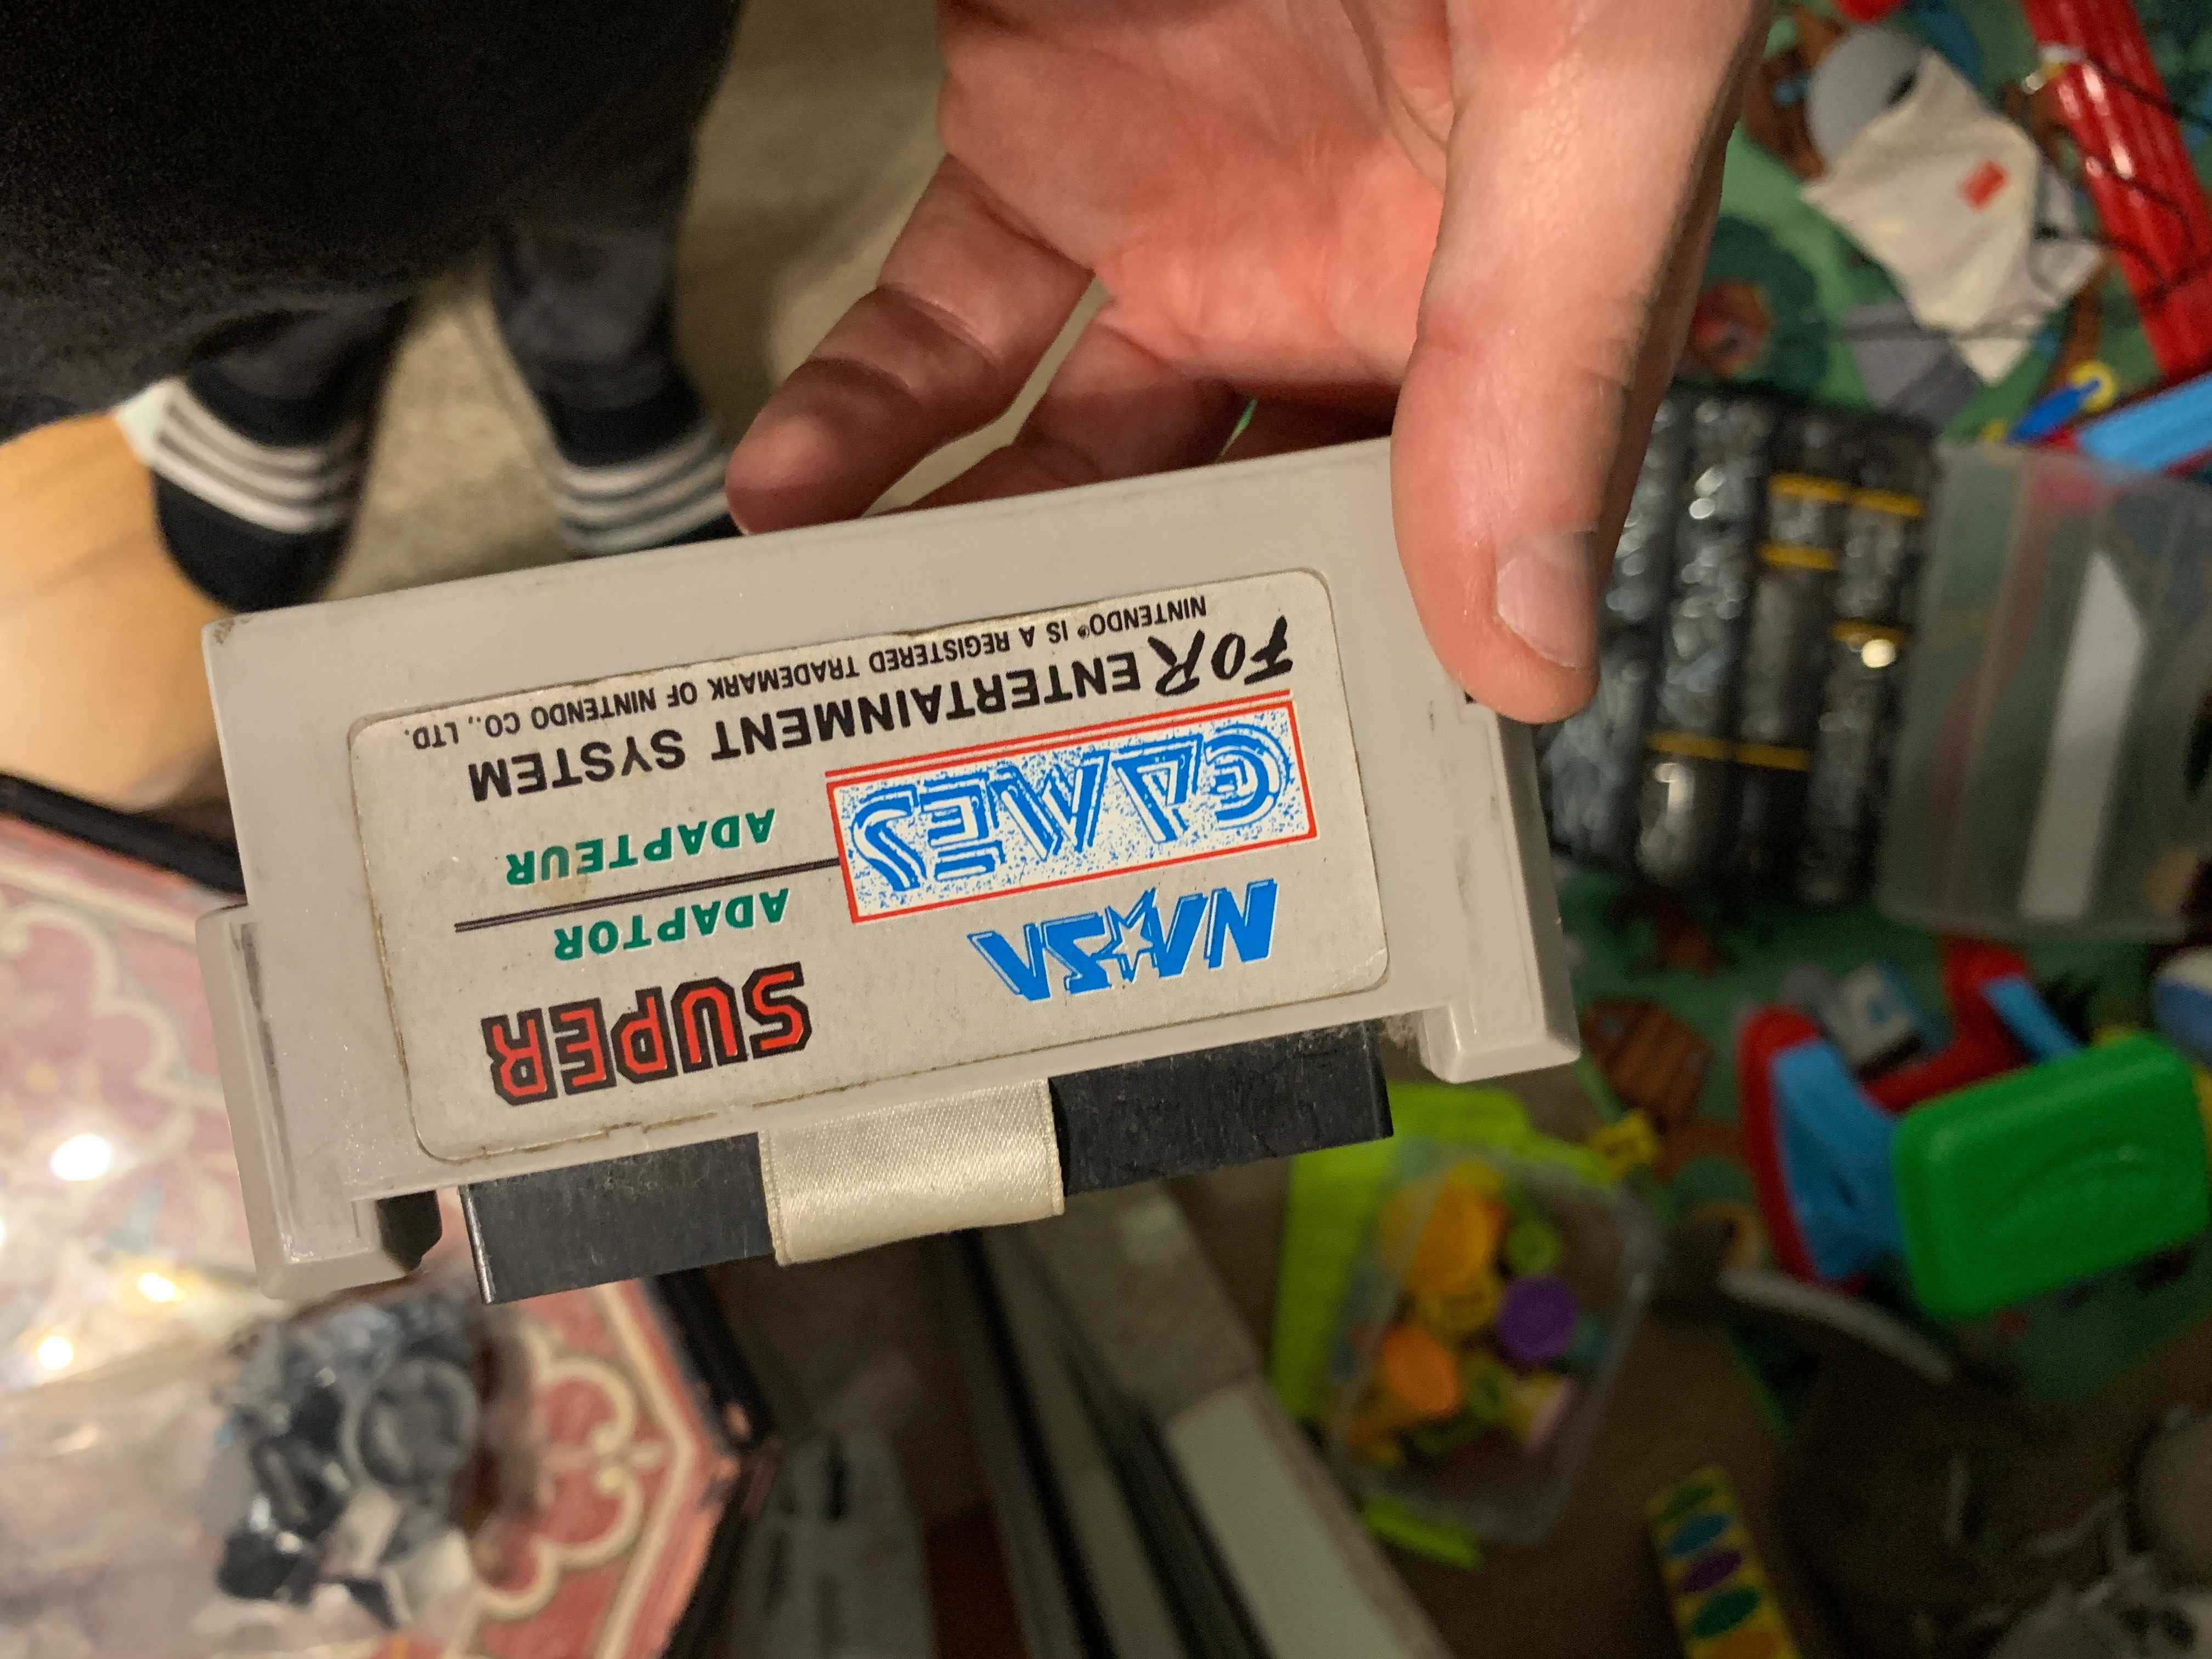 NASA
GAMES
SUPER
ADAPTOR
ADAPTEUR
FOR ENTERTAINMENT SYSTEM
NINTENDO® IS A REGISTERED TRADEMARK OF NINTENDO CO., LTD.